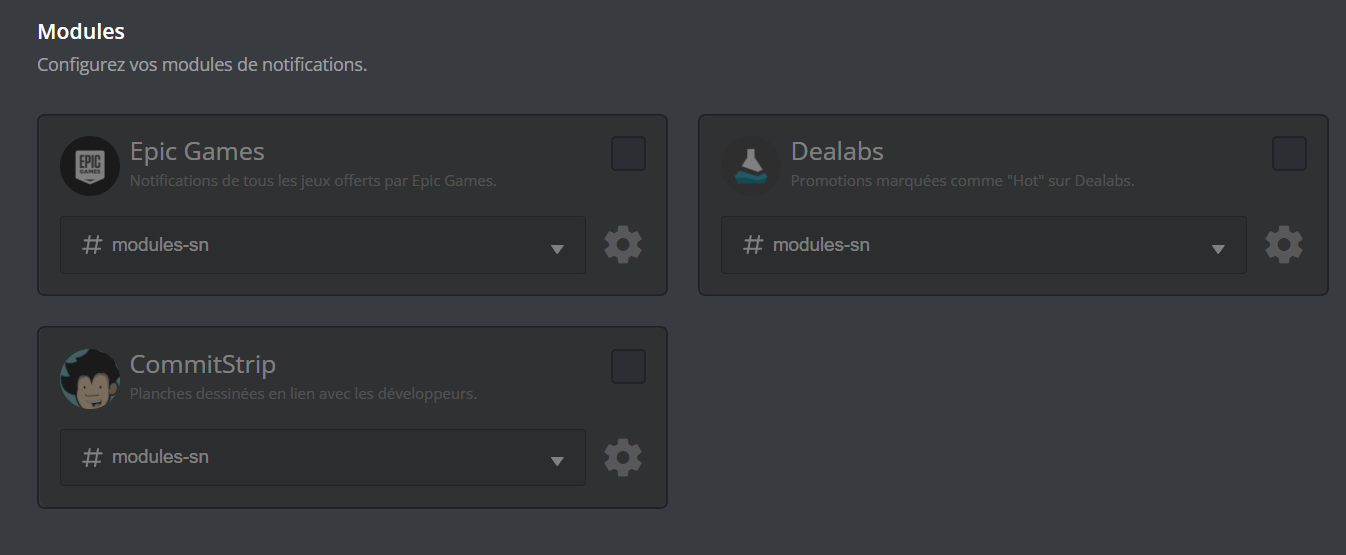 Modules
Configurez vos modules de notifications.
EPIC
GAMES
Epic Games
Notifications de tous les jeux offerts par Epic Games.
# modules-sn
Dealabs
Promotions marquées comme "Hot" sur Dealabs.
# modules-sn
CommitStrip
Planches dessinées en lien avec les développeurs.
# modules-sn